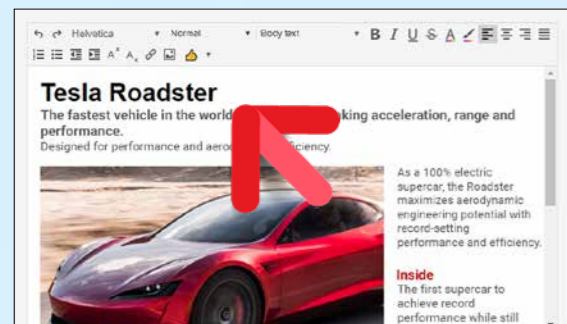 Helvetica Normal Body text B I U S A
Tesla Roadster
The fastest vehicle in the world king acceleration, range and
performance.
Designed for performance and aero iciency.
As a 100% electric
supercar, the Roadster
maximizes aerodynamic
engineering potential with
record-setting
performance and efficiency.
Inside
The first supercar to
achieve record
performance while still